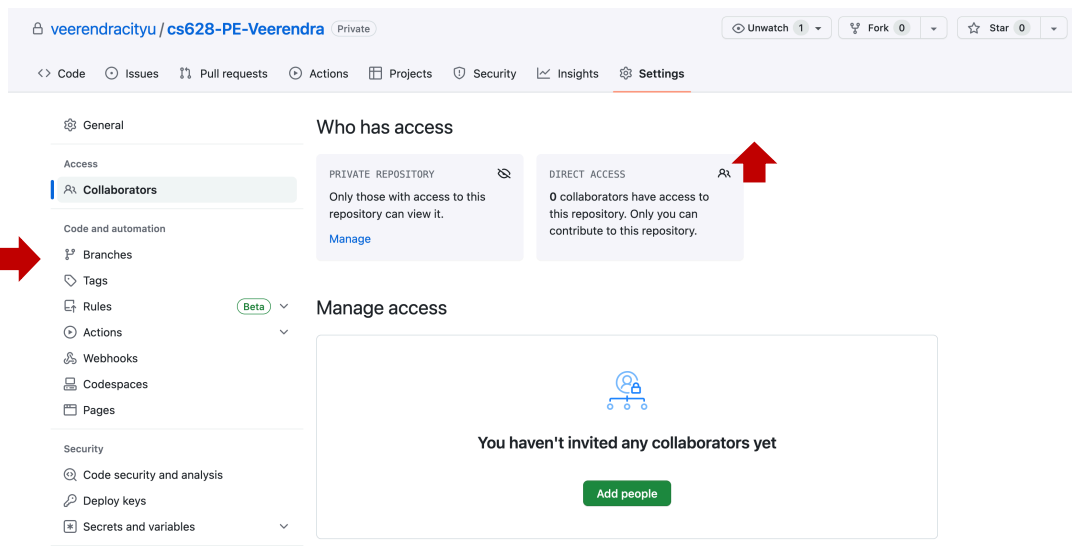 veerendracityu / cs628-PE-Veerendra Private
Unwatch 1
Fork 0
Star 0
Code
Issues
Pull requests
Actions
Projects
Security
Insights
Settings
General
Access
Collaborators
Code and automation
Branches
Tags
Rules Beta
Actions
Webhooks
Codespaces
Pages
Security
Code security and analysis
Deploy keys
Secrets and variables
Who has access
PRIVATE REPOSITORY
Only those with access to this
repository can view it.
Manage
DIRECT ACCESS
0 collaborators have access to
this repository. Only you can
contribute to this repository.
Manage access
You haven't invited any collaborators yet
Add people